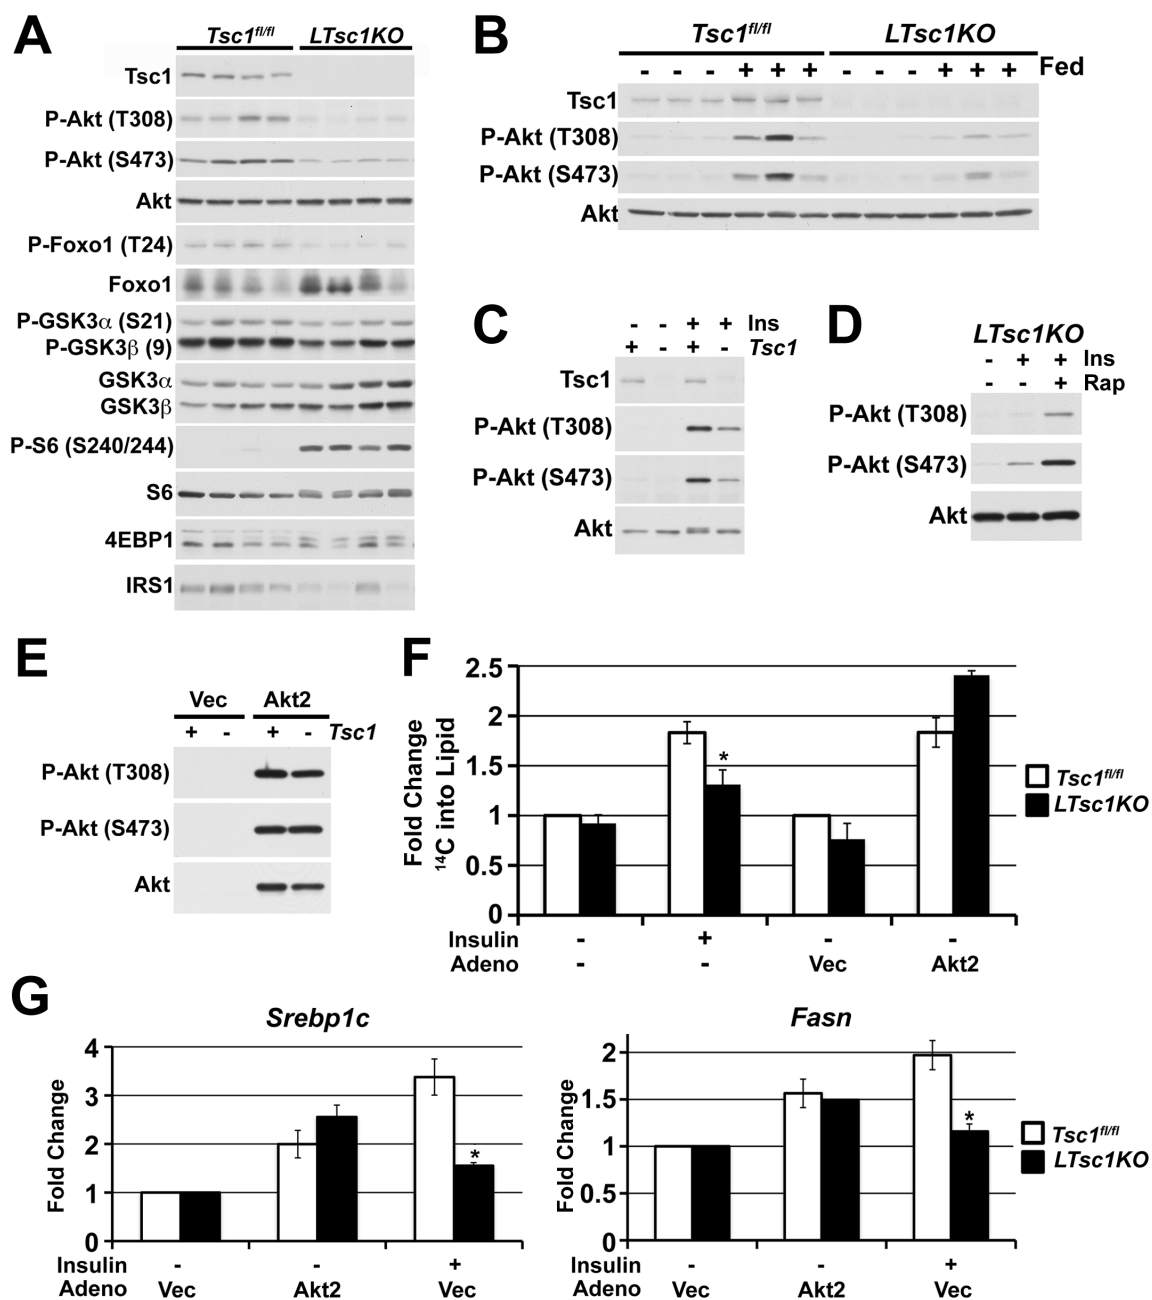 A
Tsc1fl/fl LTsc1KO
Tsc1
P-Akt (T308)
P-Akt (S473)
Akt
P-Foxo1 (T24)
Foxo1
P-GSK3α (S21)
P-GSK3β (9)
GSK3α
GSK3β
P-S6 (S240/244)
S6
4EBP1
IRS1
B
Tsc1fl/fl LTsc1KO
- - - + + + - - - + + + Fed
Tsc1
P-Akt (T308)
P-Akt (S473)
Akt
C
- - + + Ins
+ - + - Tsc1
Tsc1
P-Akt (T308)
P-Akt (S473)
Akt
D
LTsc1KO
- + + Ins
- - + Rap
P-Akt (T308)
P-Akt (S473)
Akt
E
Vec Akt2
+ - + - Tsc1
P-Akt (T308)
P-Akt (S473)
Akt
F
Fold Change
14C into Lipid
2.5
2
1.5
1
0.5
0
*
Insulin - + - -
Adeno - - Vec Akt2
Tsc1fl/fl
LTsc1KO
G
Srebp1c
Fold Change
4
3
2
1
0
*
Insulin - - +
Adeno Vec Akt2 Vec
Fasn
Fold Change
2
1.5
1
0.5
0
*
Insulin - - +
Adeno Vec Akt2 Vec
Tsc1fl/fl
LTsc1KO